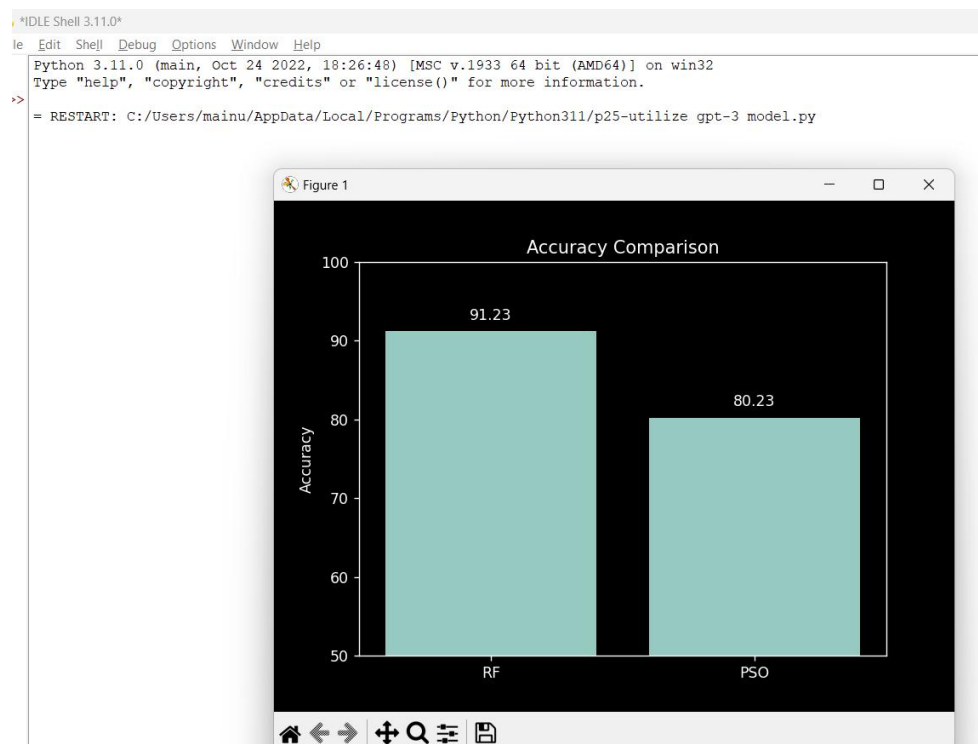 *IDLE Shell 3.11.0*
le Edit Shell Debug Options Window Help
Python 3.11.0 (main, Oct 24 2022, 18:26:48) [MSC v.1933 64 bit (AMD64)] on win32
Type "help", "copyright", "credits" or "license()" for more information.
>>
= RESTART: C:/Users/mainu/AppData/Local/Programs/Python/Python311/p25-utilize gpt-3 model.py
Figure 1
Accuracy Comparison
100
91.23
90
80.23
80
Accuracy
70
60
50
RF PSO